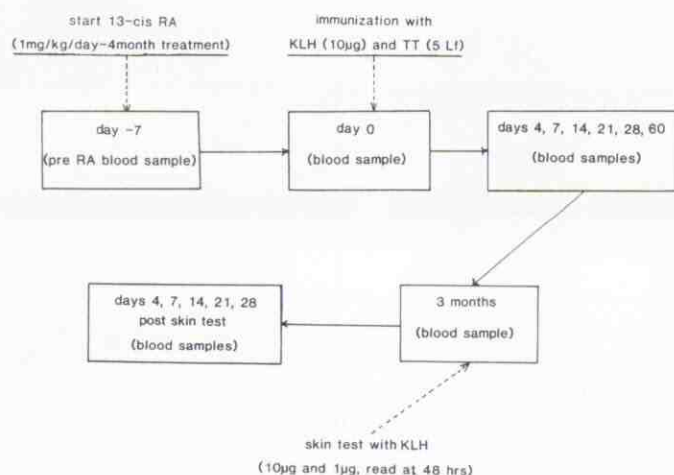 start 13-cis RA
(1mg/kg/day-4month treatment)
immunization with
KLH (10µg) and TT (5 Lf)
day -7
(pre RA blood sample)
day 0
(blood sample)
days 4, 7, 14, 21, 28, 60
(blood samples)
3 months
(blood sample)
days 4, 7, 14, 21, 28
post skin test
(blood samples)
skin test with KLH
(10µg and 1µg, read at 48 hrs)